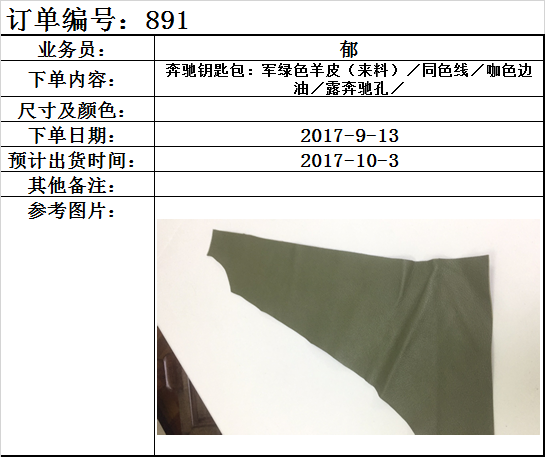 订单编号：891
业务员： 郁
下单内容： 奔驰钥匙包：军绿色羊皮（来料）／同色线／咖色边
油／露奔驰孔／
尺寸及颜色：
下单日期： 2017-9-13
预计出货时间： 2017-10-3
其他备注：
参考图片：